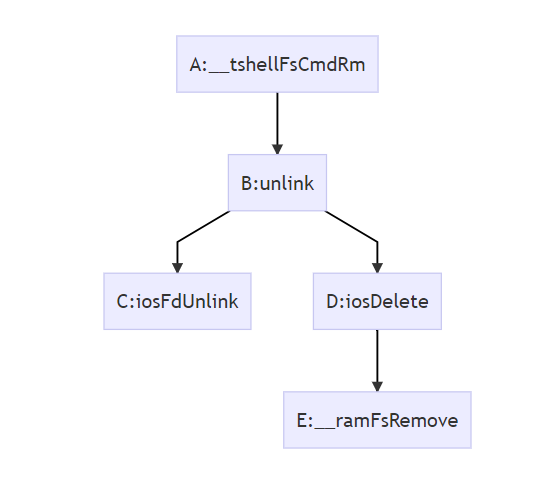 A:__tshellFsCmdRm
B:unlink
C:iosFdUnlink
D:iosDelete
E:__ramFsRemove